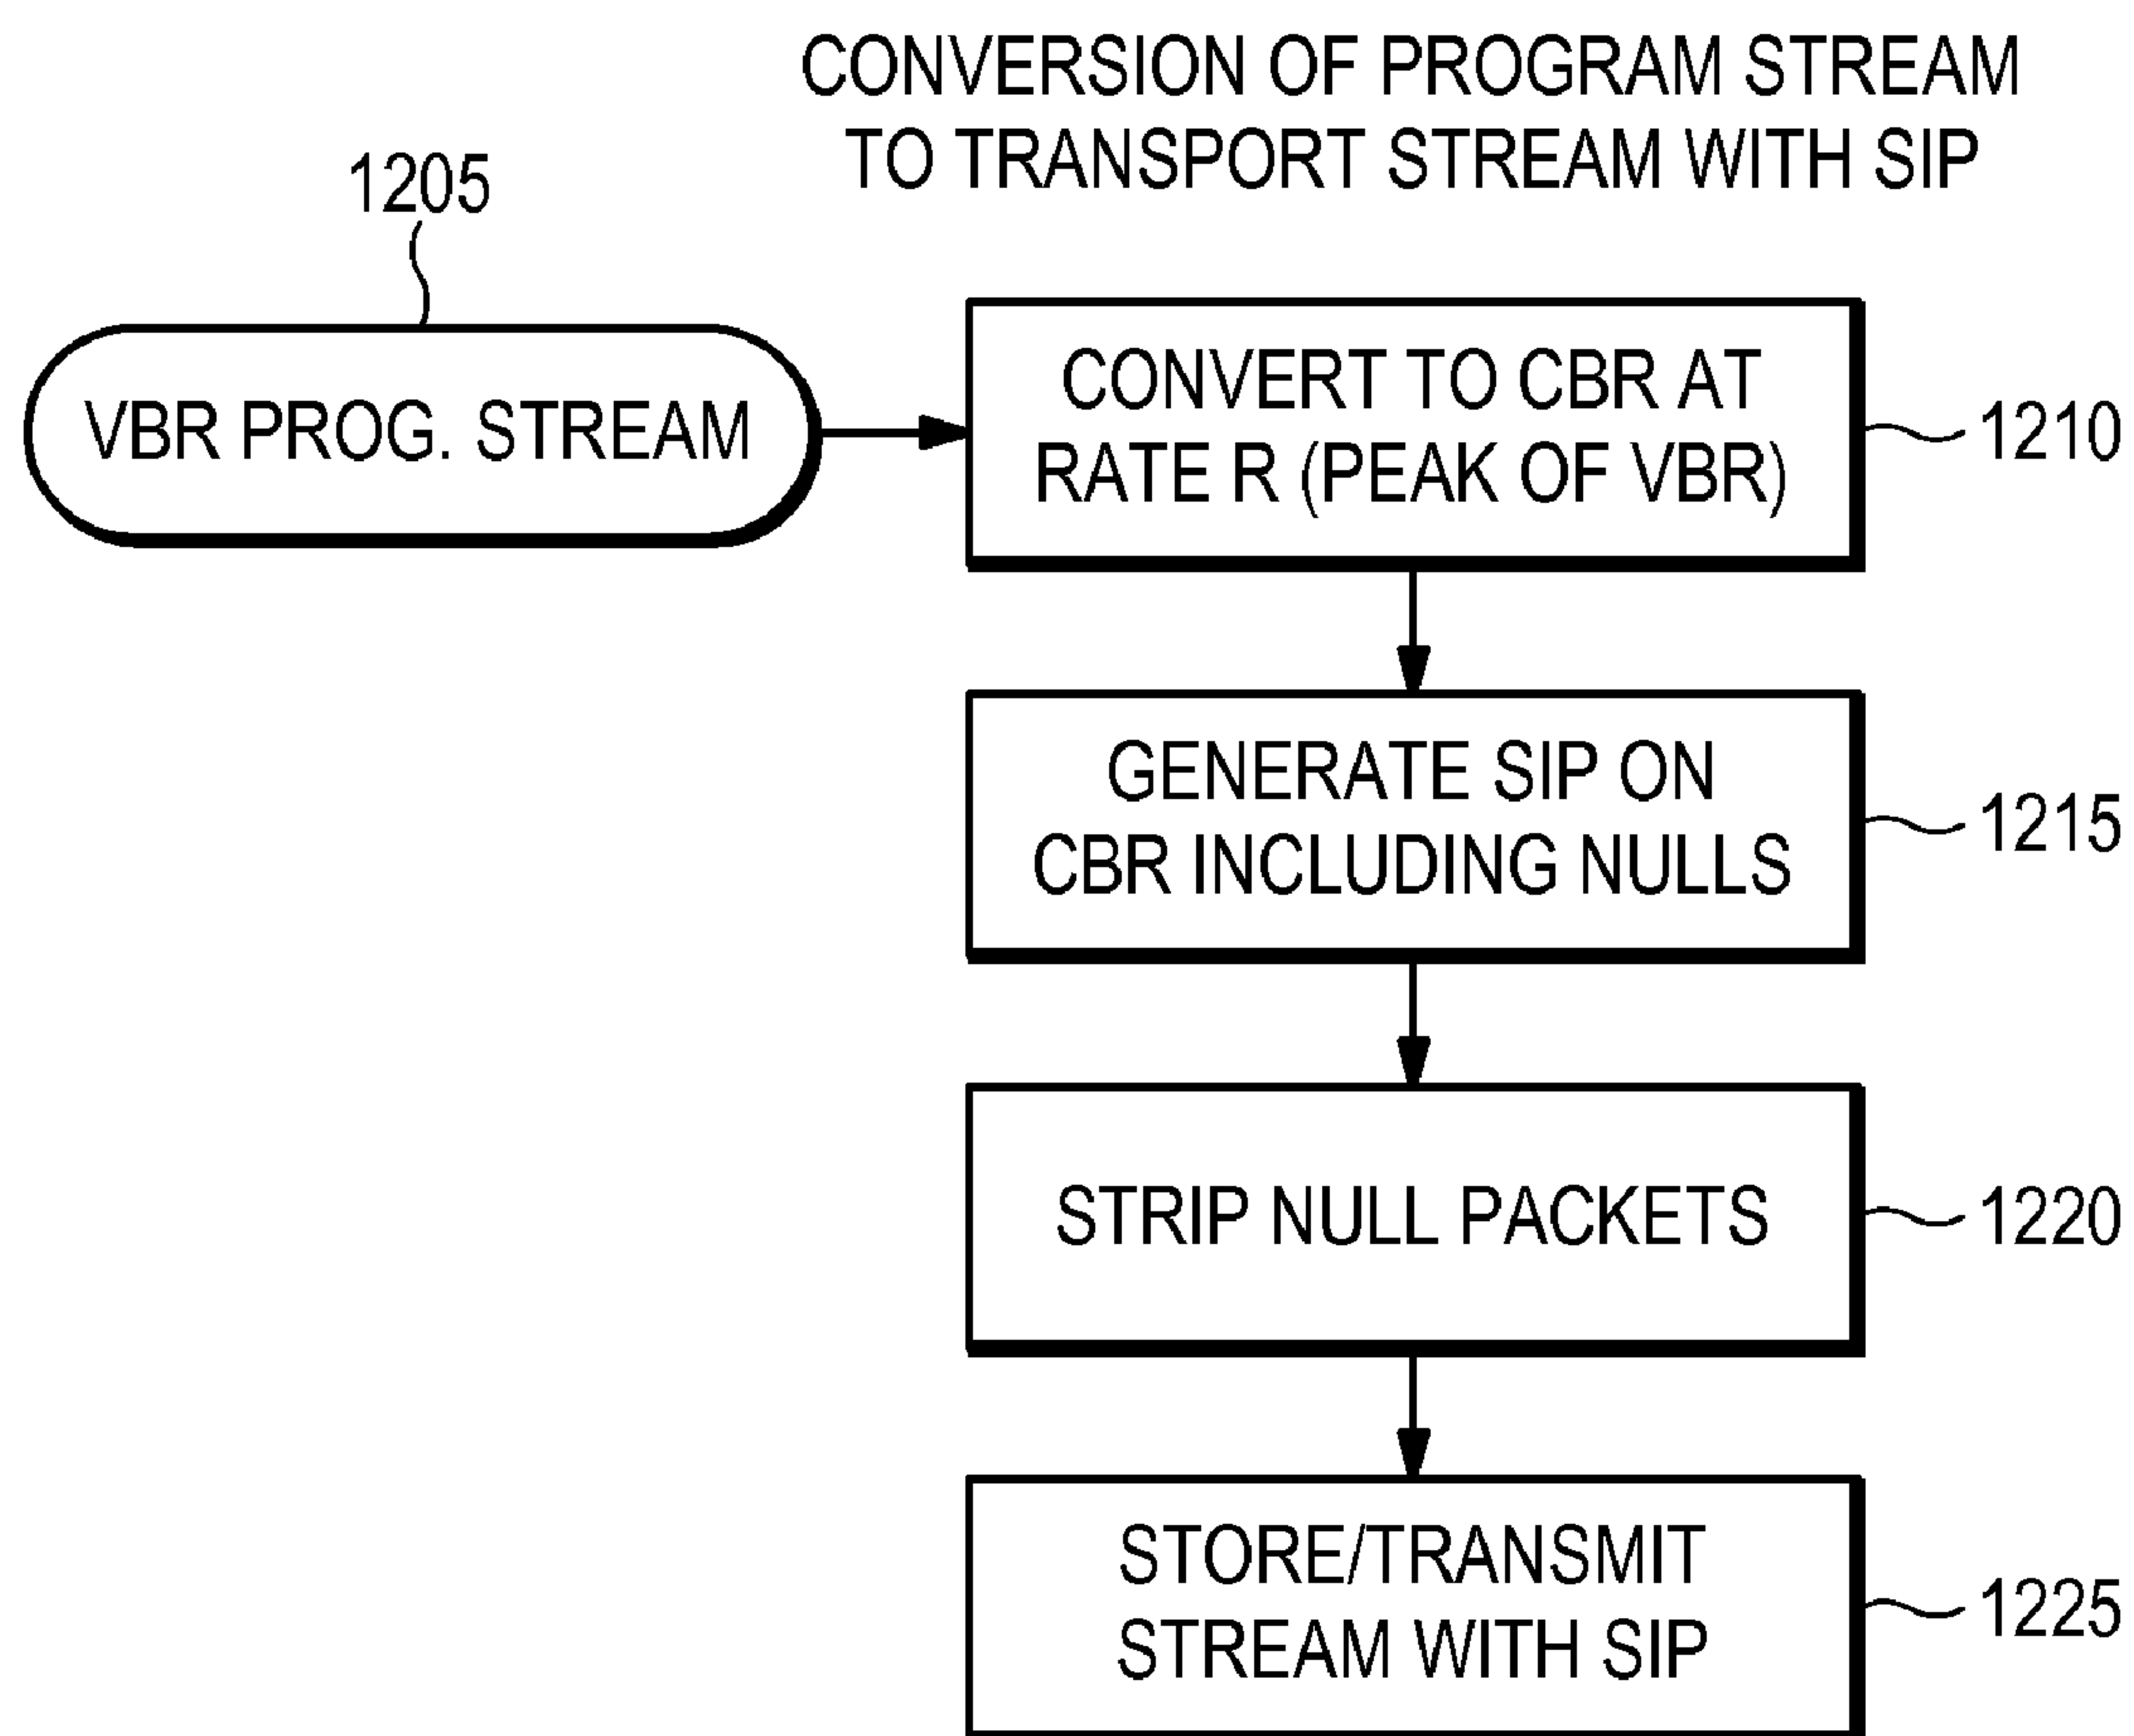 CONVERSION OF PROGRAM STREAM
TO TRANSPORT STREAM WITH SIP
1205
VBR PROG. STREAM
CONVERT TO CBR AT
RATE R (PEAK OF VBR)
1210
GENERATE SIP ON
CBR INCLUDING NULLS
1215
STRIP NULL PACKETS
1220
STORE/TRANSMIT
STREAM WITH SIP
1225